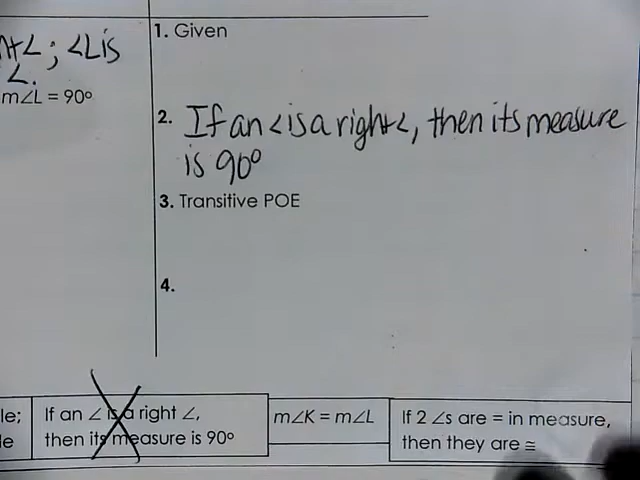 1. Given
∠; ∠L is
∠.
m∠L = 90°
2. If an ∠ is a right ∠, then its measure
is 90°
3. Transitive POE
4.
If an ∠ is a right ∠,
then its measure is 90°
m∠K = m∠L
If 2 ∠s are = in measure,
then they are ≅